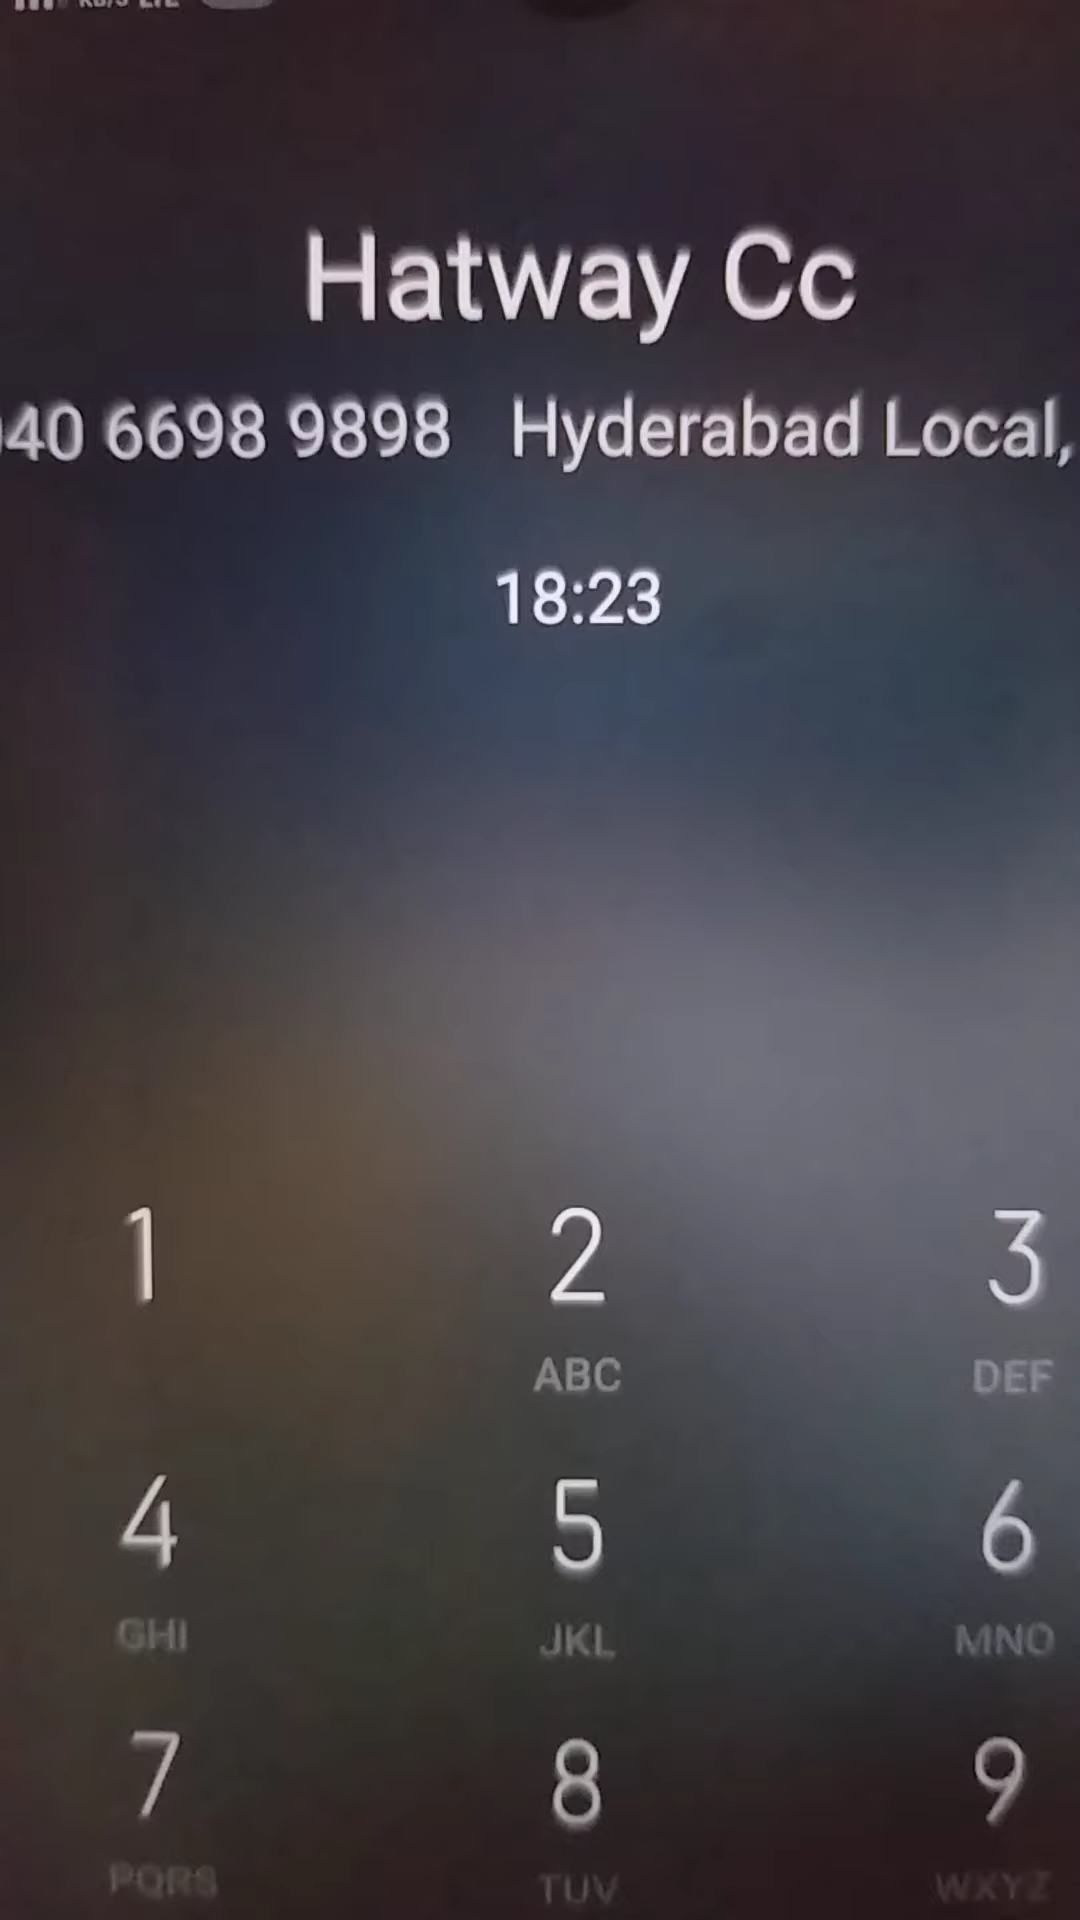 Hatway Cc
040 6698 9898 Hyderabad Local,
18:23
1 2 3
ABC DEF
4 5 6
GHI JKL MNO
7 8 9
PQRS TUV WXYZ